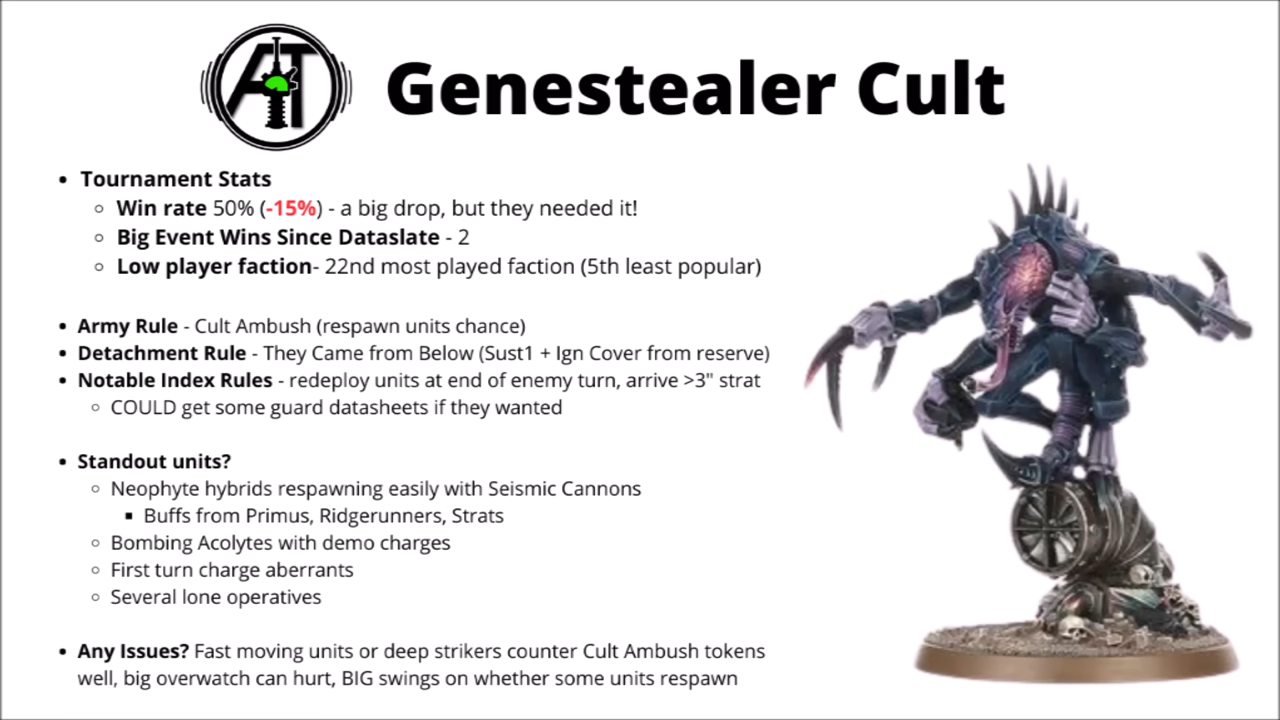 AT
Genestealer Cult
• Tournament Stats
◦ Win rate 50% (-15%) - a big drop, but they needed it!
◦ Big Event Wins Since Dataslate - 2
◦ Low player faction- 22nd most played faction (5th least popular)
• Army Rule - Cult Ambush (respawn units chance)
• Detachment Rule - They Came from Below (Sust1 + Ign Cover from reserve)
• Notable Index Rules - redeploy units at end of enemy turn, arrive >3" strat
◦ COULD get some guard datasheets if they wanted
• Standout units?
◦ Neophyte hybrids respawning easily with Seismic Cannons
▪ Buffs from Primus, Ridgerunners, Strats
◦ Bombing Acolytes with demo charges
◦ First turn charge aberrants
◦ Several lone operatives
• Any Issues? Fast moving units or deep strikers counter Cult Ambush tokens
well, big overwatch can hurt, BIG swings on whether some units respawn